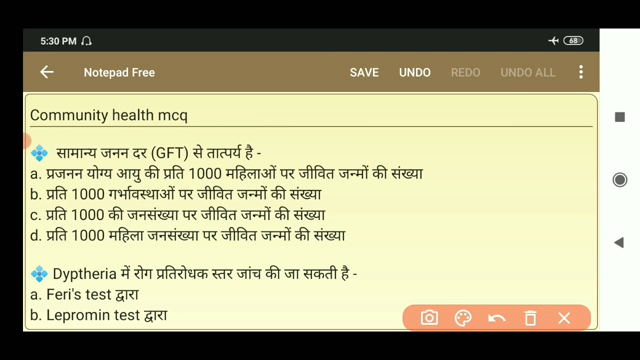 5:30 PM 68
Notepad Free SAVE UNDO REDO UNDO ALL
Community health mcq
सामान्य जनन दर (GFT) से तात्पर्य है -
a. प्रजनन योग्य आयु की प्रति 1000 महिलाओं पर जीवित जन्मों की संख्या
b. प्रति 1000 गर्भावस्थाओं पर जीवित जन्मों की संख्या
c. प्रति 1000 की जनसंख्या पर जीवित जन्मों की संख्या
d. प्रति 1000 महिला जनसंख्या पर जीवित जन्मों की संख्या
Dyptheria में रोग प्रतिरोधक स्तर जांच की जा सकती है -
a. Feri's test द्वारा
b. Lepromin test द्वारा